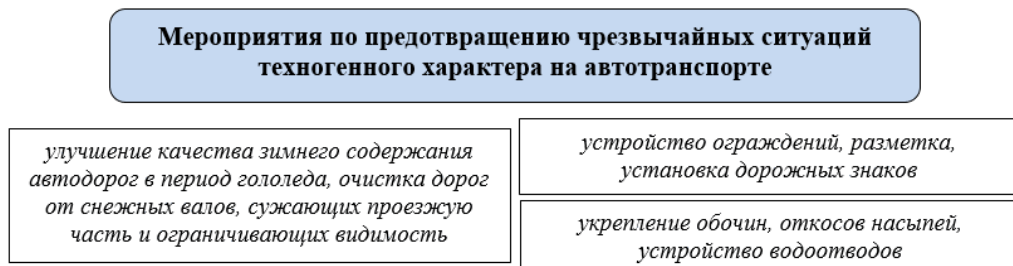 Мероприятия по предотвращению чрезвычайных ситуаций
техногенного характера на автотранспорте
улучшение качества зимнего содержания
автодорог в период гололеда, очистка дорог
от снежных валов, сужающих проезжую
часть и ограничивающих видимость
устройство ограждений, разметка,
установка дорожных знаков
укрепление обочин, откосов насыпей,
устройство водоотводов